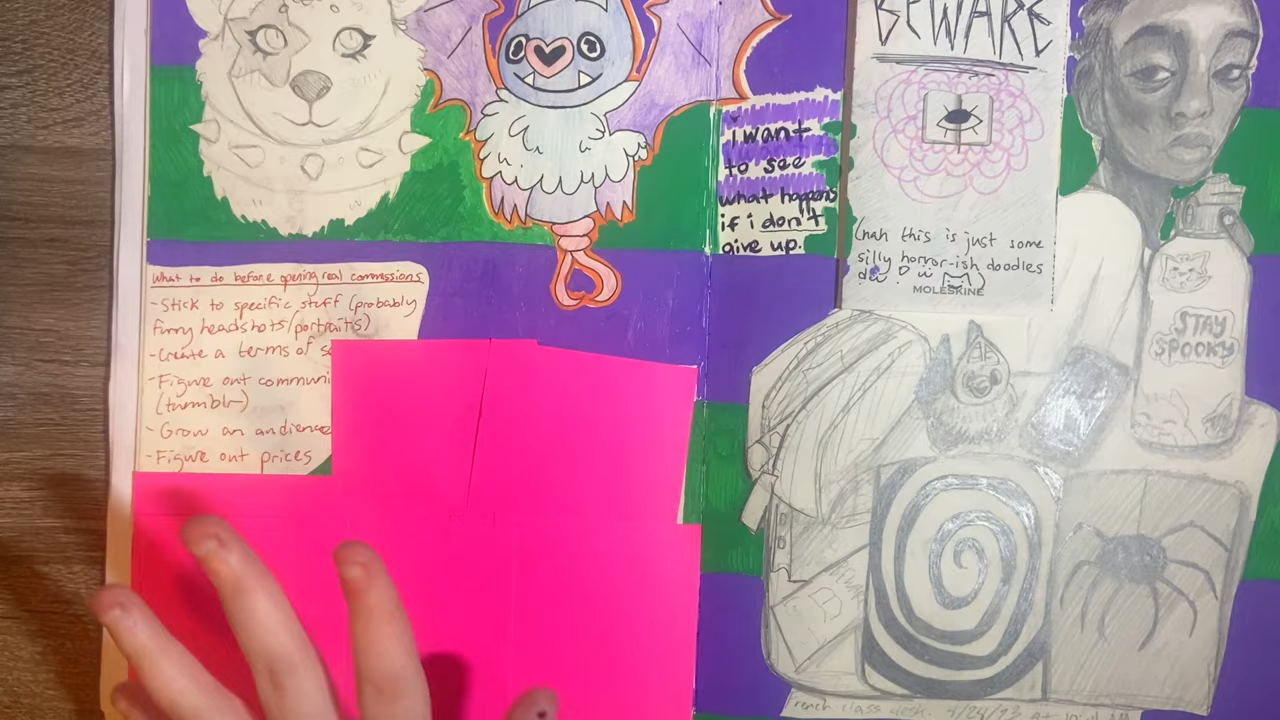 What to do before opening real commissions
- Stick to specific stuff (probably
furry headshots/portraits)
- Create a terms of
- Figure out
(tumblr)
- Grow an audience
- Figure out prices
i want
to see
what happens
if i don't
give up.
BEWARE
(nah this is just some
silly horror-ish doodles
MOLESKINE
STAY
SPOOKY
class desk.